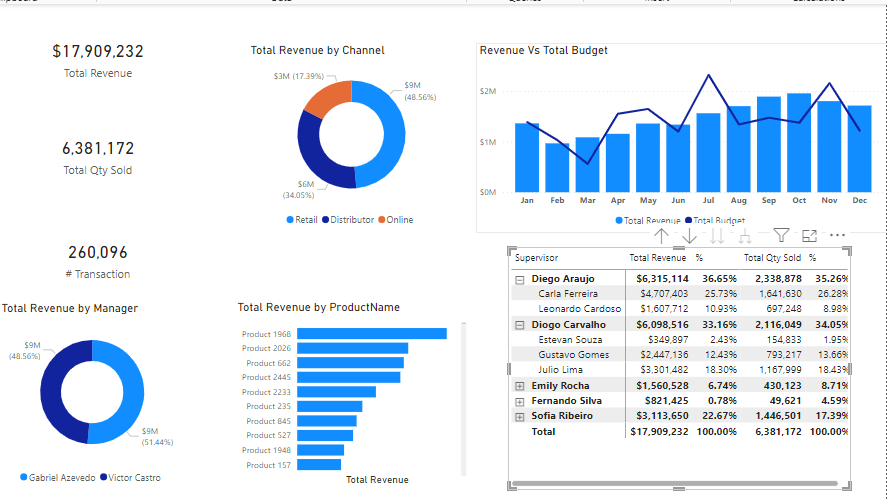 $17,909,232
Total Revenue
6,381,172
Total Qty Sold
260,096
# Transaction
Total Revenue by Channel
$3M (17.39%)
$9M
(48.56%)
$6M
(34.05%)
Retail Distributor Online
Revenue Vs Total Budget
$2M
$1M
$0M
Jan Feb Mar Apr May Jun Jul Aug Sep Oct Nov Dec
Total Revenue Total Budget
Total Revenue by Manager
$9M
(48.56%)
$9M
(51.44%)
Gabriel Azevedo Victor Castro
Total Revenue by ProductName
Product 1968
Product 2026
Product 662
Product 2445
Product 2233
Product 235
Product 845
Product 527
Product 1948
Product 157
Total Revenue
Supervisor Total Revenue % Total Qty Sold %
Diego Araujo $6,315,114 36.65% 2,338,878 35.26%
Carla Ferreira $4,707,403 25.73% 1,641,630 26.28%
Leonardo Cardoso $1,607,712 10.93% 697,248 8.98%
Diogo Carvalho $6,098,516 33.16% 2,116,049 34.05%
Estevan Souza $349,897 2.43% 154,833 1.95%
Gustavo Gomes $2,447,136 12.43% 793,217 13.66%
Julio Lima $3,301,482 18.30% 1,167,999 18.43%
Emily Rocha $1,560,528 6.74% 430,123 8.71%
Fernando Silva $821,425 0.78% 49,621 4.59%
Sofia Ribeiro $3,113,650 22.67% 1,446,501 17.39%
Total $17,909,232 100.00% 6,381,172 100.00%